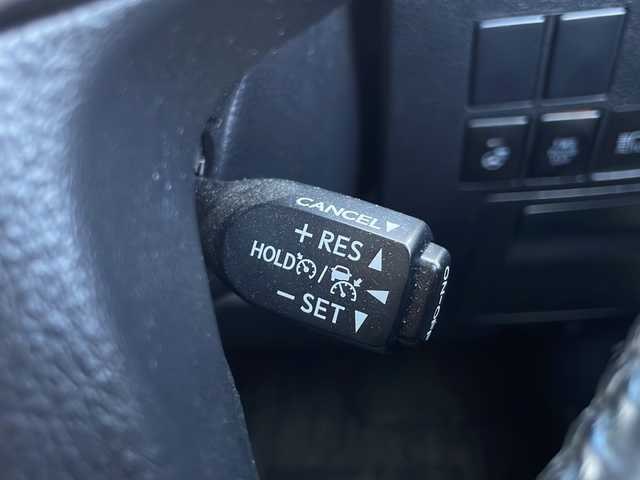 CANCEL▼
+ RES ▲
HOLD /
− SET ▼
ON-OFF